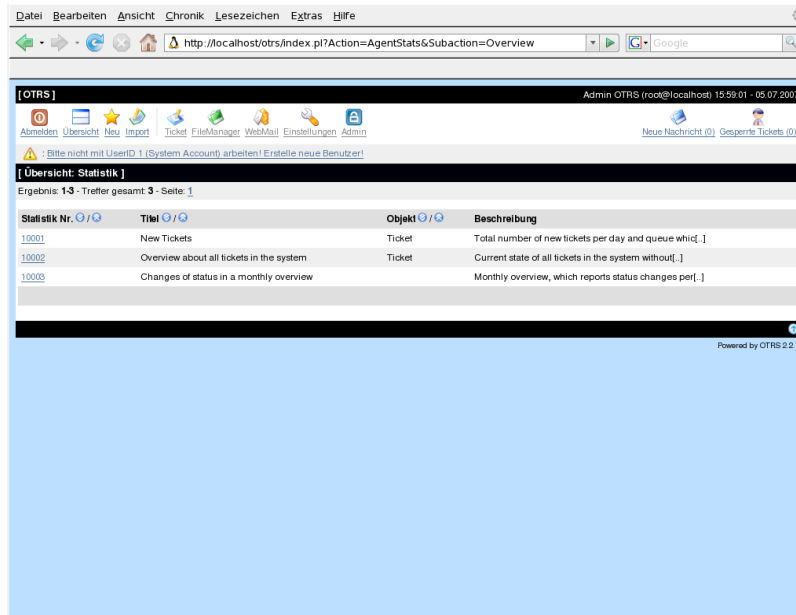 Datei Bearbeiten Ansicht Chronik Lesezeichen Extras Hilfe
http://localhost/otrs/index.pl?Action=AgentStats&Subaction=Overview
Google
[ OTRS ]
Admin OTRS (root@localhost) 15:59:01 - 05.07.2007
Abmelden Übersicht Neu Import Ticket FileManager WebMail Einstellungen Admin
Neue Nachricht (0) Gesperrte Tickets (0)
: Bitte nicht mit UserID 1 (System Account) arbeiten! Erstelle neue Benutzer!
[ Übersicht: Statistik ]
Ergebnis: 1-3 - Treffer gesamt: 3 - Seite: 1
Statistik Nr. / Titel / Objekt / Beschreibung
10001 New Tickets Ticket Total number of new tickets per day and queue whic[..]
10002 Overview about all tickets in the system Ticket Current state of all tickets in the system without[..]
10003 Changes of status in a monthly overview Monthly overview, which reports status changes per[..]
Powered by OTRS 2.2.